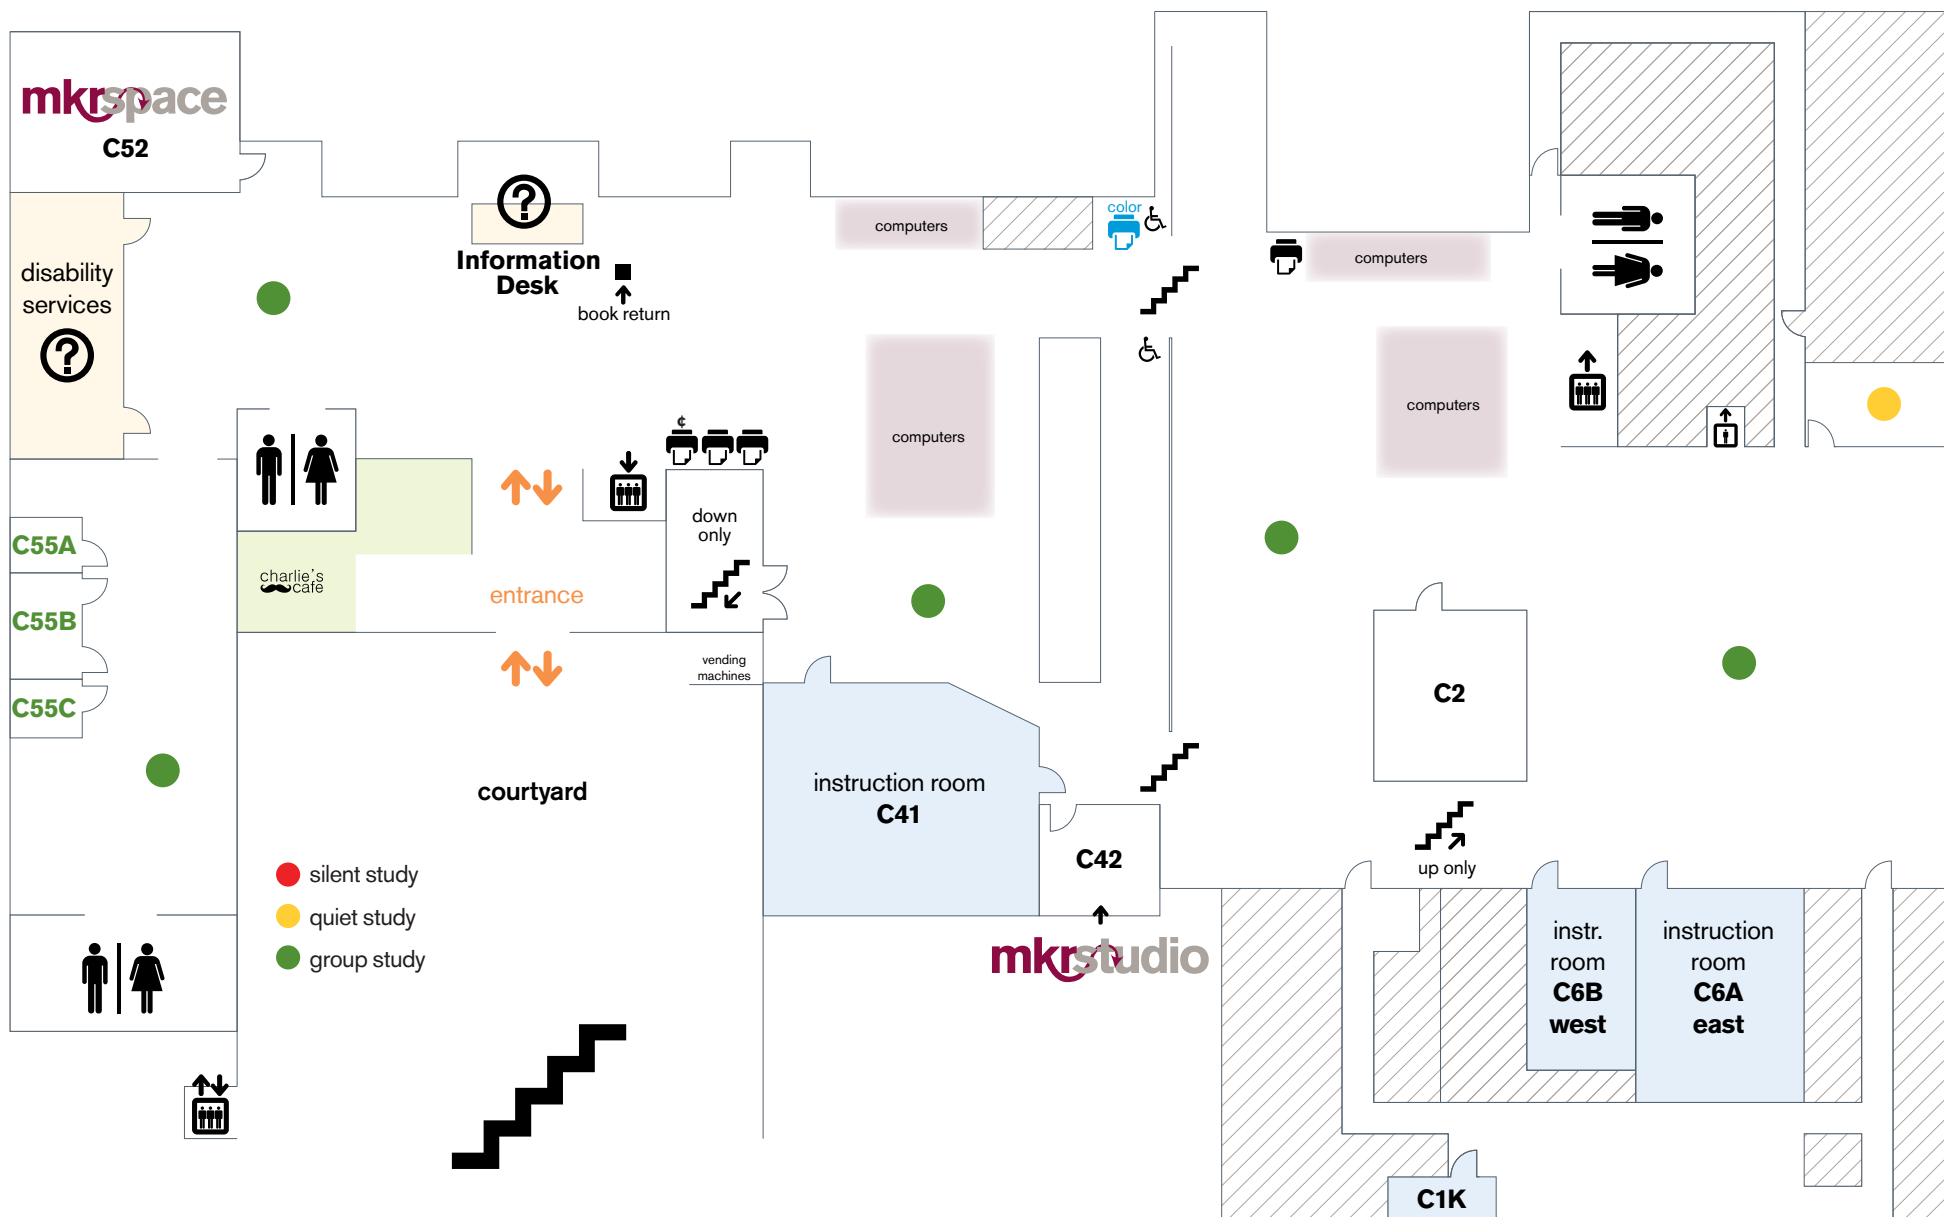 mkrspace
C52
disability
services
?
?
Information
Desk
book return
computers
color
computers
computers
computers
¢
down
only
C55A
C55B
C55C
charlie's
cafe
entrance
vending
machines
courtyard
instruction room
C41
C42
mkrstudio
C2
up only
silent study
quiet study
group study
instr.
room
C6B
west
instruction
room
C6A
east
C1K